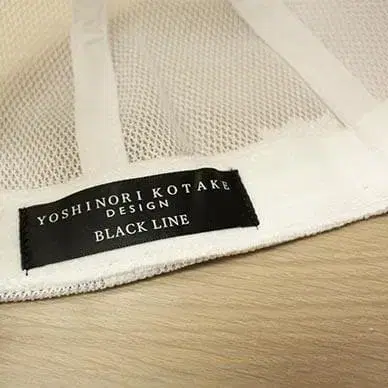 YOSHINORI KOTAKE
DESIGN
BLACK LINE